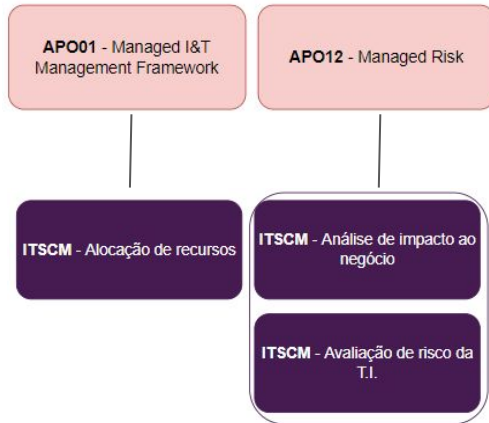 APO01 - Managed I&T
Management Framework
APO12 - Managed Risk
ITSCM - Alocação de recursos
ITSCM - Análise de impacto ao
negócio
ITSCM - Avaliação de risco da
T.I.